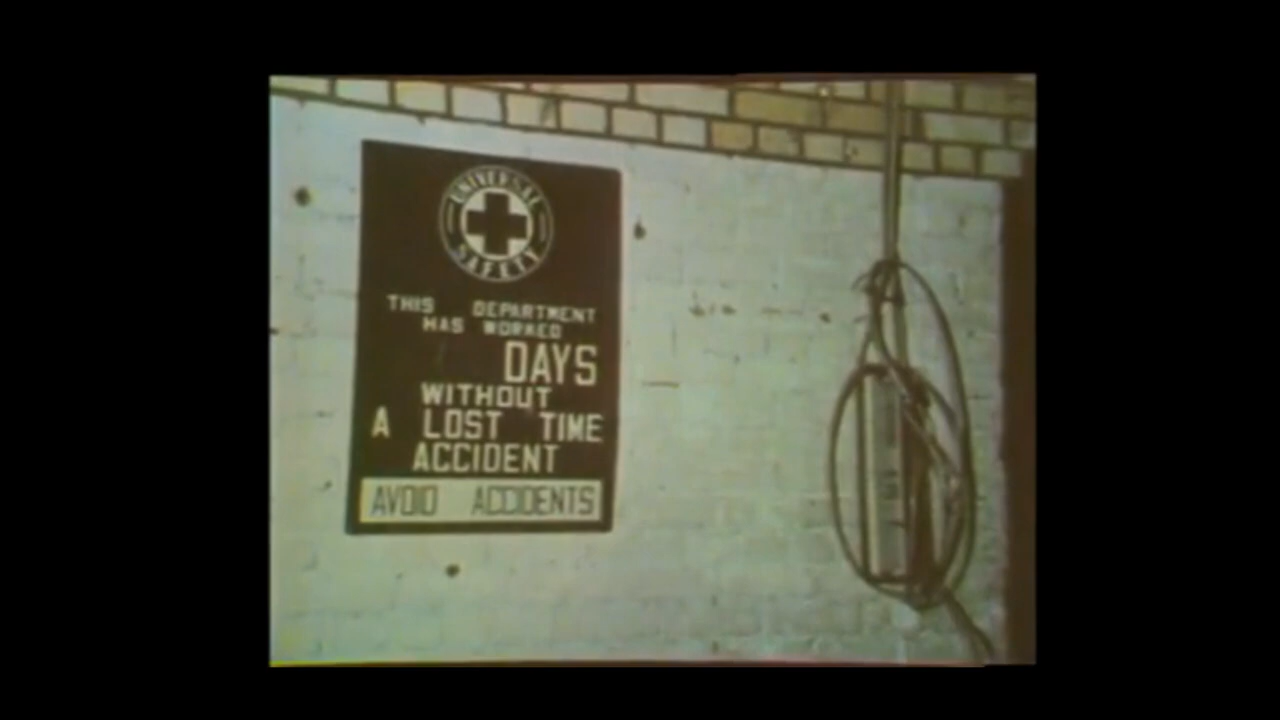 UNIVERSAL
SAFETY
THIS DEPARTMENT
HAS WORKED
DAYS
WITHOUT
A LOST TIME
ACCIDENT
AVOID ACCIDENTS